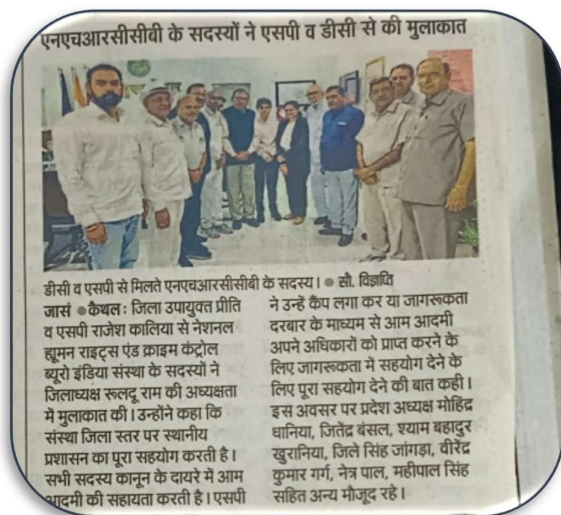 एनएचआरसीसीबी के सदस्यों ने एसपी व डीसी से की मुलाकात
डीसी व एसपी से मिलते एनएचआरसीसीबी के सदस्य। ● सौ. विज्ञप्ति
जासं ● कैथल : जिला उपायुक्त प्रीति
व एसपी राजेश कालिया से नेशनल
ह्यूमन राइट्स एंड क्राइम कंट्रोल
ब्यूरो इंडिया संस्था के सदस्यों ने
जिलाध्यक्ष रूलदू राम की अध्यक्षता
में मुलाकात की। उन्होंने कहा कि
संस्था जिला स्तर पर स्थानीय
प्रशासन का पूरा सहयोग करती है।
सभी सदस्य कानून के दायरे में आम
आदमी की सहायता करती है। एसपी
ने उन्हें कैंप लगा कर या जागरूकता
दरबार के माध्यम से आम आदमी
अपने अधिकारों को प्राप्त करने के
लिए जागरूकता में सहयोग देने के
लिए पूरा सहयोग देने की बात कही।
इस अवसर पर प्रदेश अध्यक्ष मोहिंद्र
धानिया, जितेंद्र बंसल, श्याम बहादुर
खुरानिया, जिले सिंह जांगड़ा, वीरेंद्र
कुमार गर्ग, नेत्र पाल, महीपाल सिंह
सहित अन्य मौजूद रहे।